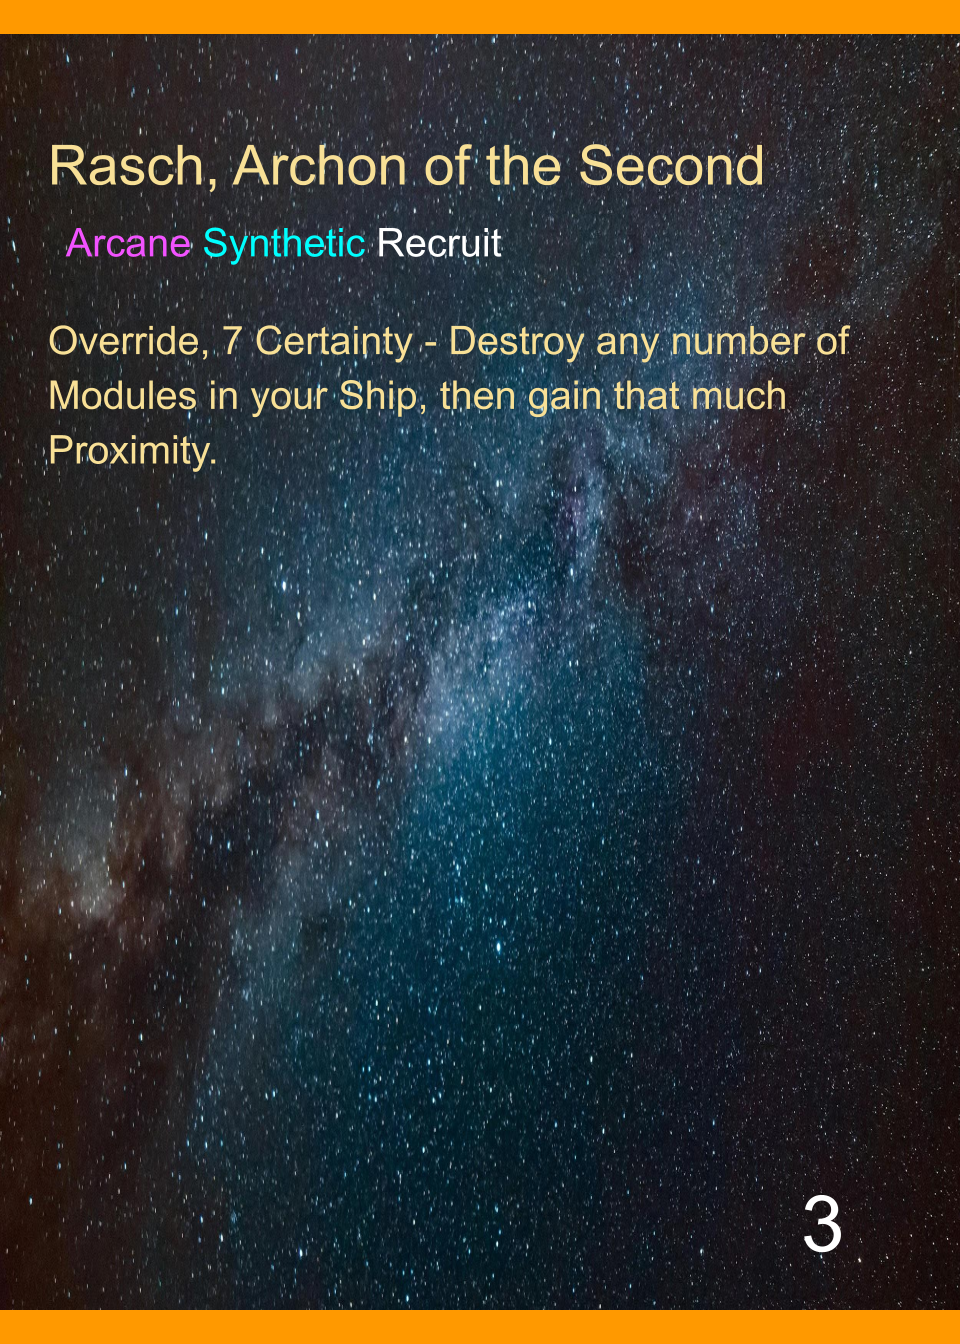 Rasch, Archon of the Second
Arcane Synthetic Recruit
Override, 7 Certainty - Destroy any number of
Modules in your Ship, then gain that much
Proximity.
3